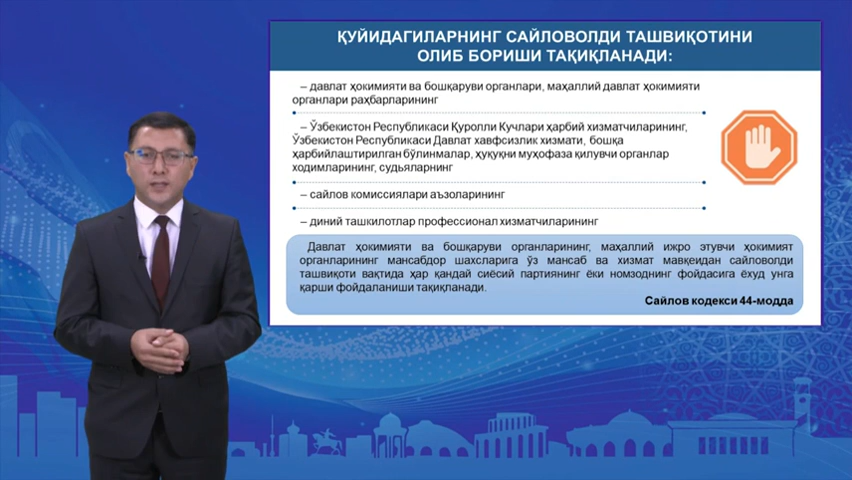 ҚУЙИДАГИЛАРНИНГ САЙЛОВОЛДИ ТАШВИҚОТИНИ
ОЛИБ БОРИШИ ТАҚИҚЛАНАДИ:
– давлат ҳокимияти ва бошқаруви органлари, маҳаллий давлат ҳокимияти
органлари раҳбарларининг
– Ўзбекистон Республикаси Қуролли Кучлари ҳарбий хизматчиларининг,
Ўзбекистон Республикаси Давлат хавфсизлик хизмати, бошқа
ҳарбийлаштирилган бўлинмалар, ҳуқуқни муҳофаза қилувчи органлар
ходимларининг, судьяларнинг
– сайлов комиссиялари аъзоларининг
– диний ташкилотлар профессионал хизматчиларининг
Давлат ҳокимияти ва бошқаруви органларининг, маҳаллий ижро этувчи ҳокимият
органларининг мансабдор шахсларига ўз мансаб ва хизмат мавқеидан сайловолди
ташвиқоти вақтида ҳар қандай сиёсий партиянинг ёки номзоднинг фойдасига ёхуд унга
қарши фойдаланиши тақиқланади.
Сайлов кодекси 44-модда